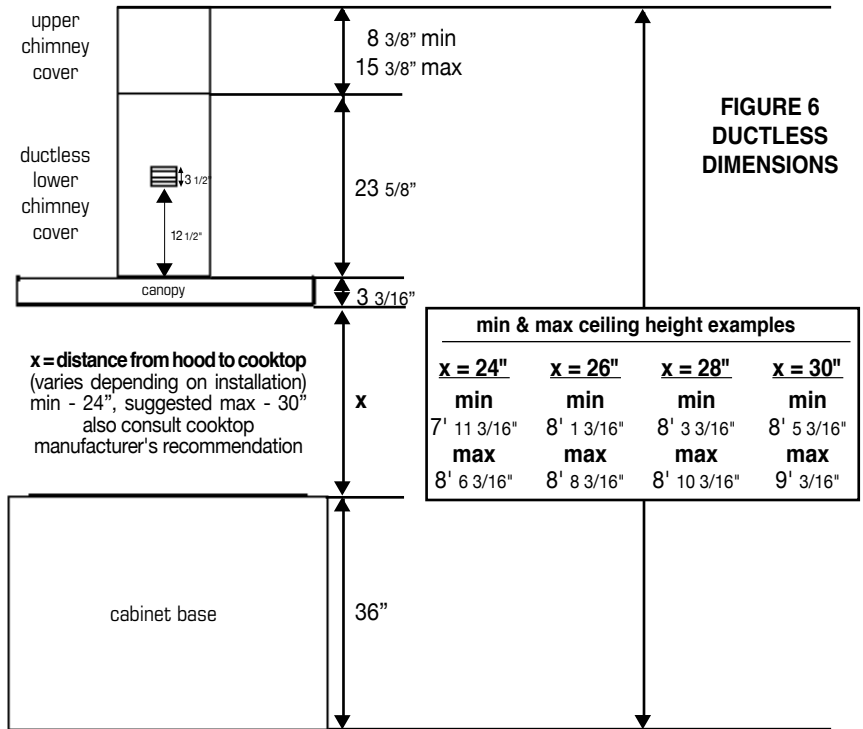 upper
chimney
cover
8 3/8” min
15 3/8” max
FIGURE 6
DUCTLESS
DIMENSIONS
ductless
lower
chimney
cover
3 1/2"
12 1/2"
23 5/8”
canopy
3 3/16”
x = distance from hood to cooktop
(varies depending on installation)
min - 24”, suggested max - 30”
also consult cooktop
manufacturer's recommendation
x
min & max ceiling height examples
x = 24" x = 26" x = 28" x = 30"
min min min min
7' 11 3/16" 8' 1 3/16" 8' 3 3/16" 8' 5 3/16"
max max max max
8' 6 3/16" 8' 8 3/16" 8' 10 3/16" 9' 3/16"
cabinet base
36”